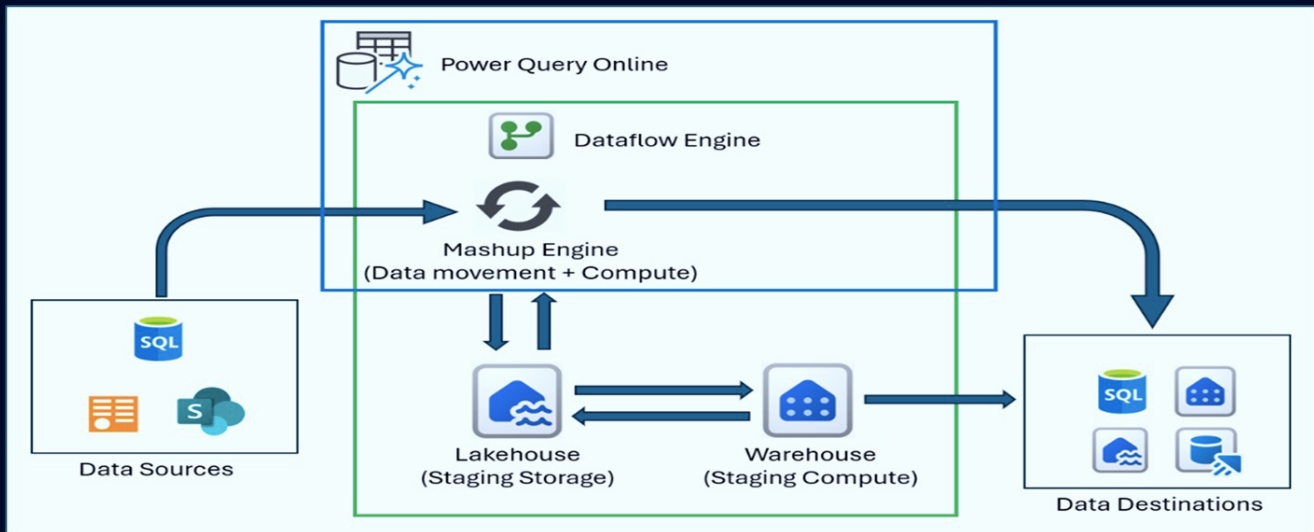 Power Query Online
Dataflow Engine
Mashup Engine
(Data movement + Compute)
SQL
S
Data Sources
Lakehouse
(Staging Storage)
Warehouse
(Staging Compute)
SQL
Data Destinations